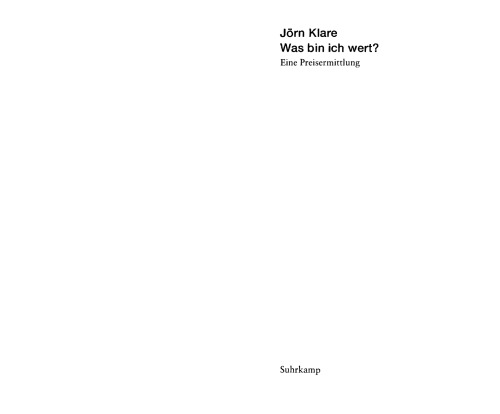 Jörn Klare
Was bin ich wert?
Eine Preisermittlung
Suhrkamp